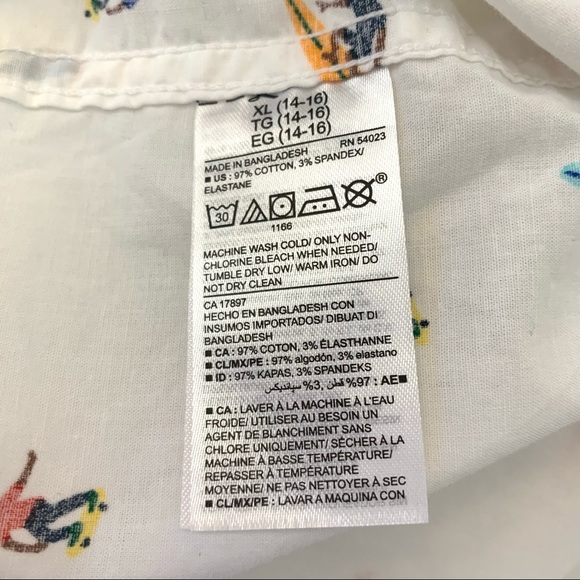 XL (14-16)
TG (14-16)
EG (14-16)
RN 54023
MADE IN BANGLADESH
■ US : 97% COTTON, 3% SPANDEX/
ELASTANE
30
®
1166
MACHINE WASH COLD/ ONLY NON-
CHLORINE BLEACH WHEN NEEDED/
TUMBLE DRY LOW/ WARM IRON/ DO
NOT DRY CLEAN
CA 17897
HECHO EN BANGLADESH CON
INSUMOS IMPORTADOS/ DIBUAT DI
BANGLADESH
■ CA : 97% COTON, 3% ÉLASTHANNE
■ CL/MX/PE : 97% algodón, 3% elastano
■ ID : 97% KAPAS, 3% SPANDEKS
■AE : 97% قطن, 3% سپانديكس
■ CA : LAVER À LA MACHINE À L'EAU
FROIDE/ UTILISER AU BESOIN UN
AGENT DE BLANCHIMENT SANS
CHLORE UNIQUEMENT/ SÉCHER À LA
MACHINE À BASSE TEMPÉRATURE/
REPASSER À TEMPÉRATURE
MOYENNE/ NE PAS NETTOYER À SEC
■ CL/MX/PE : LAVAR A MAQUINA CON